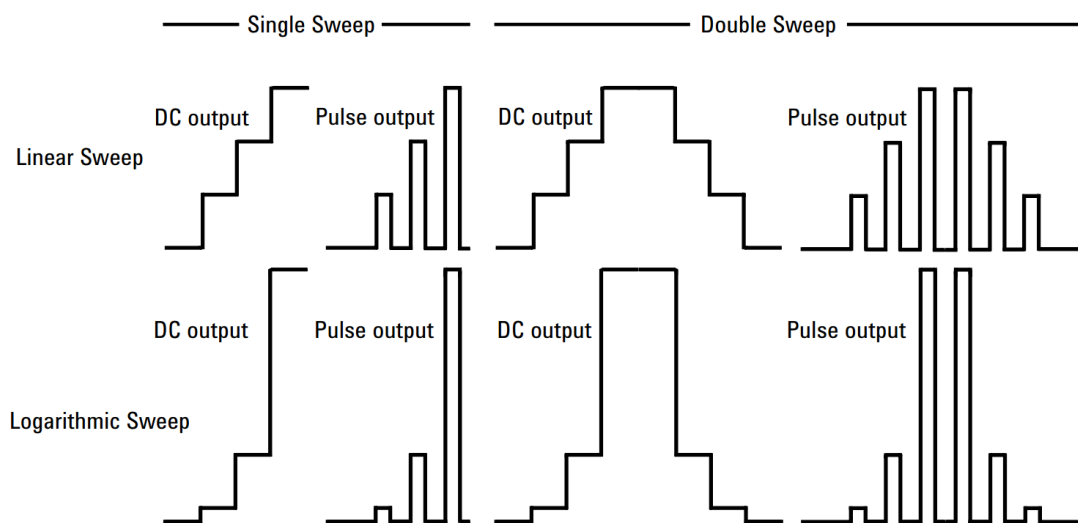 Single Sweep
Double Sweep
DC output
Pulse output
DC output
Pulse output
Linear Sweep
DC output
Pulse output
DC output
Pulse output
Logarithmic Sweep